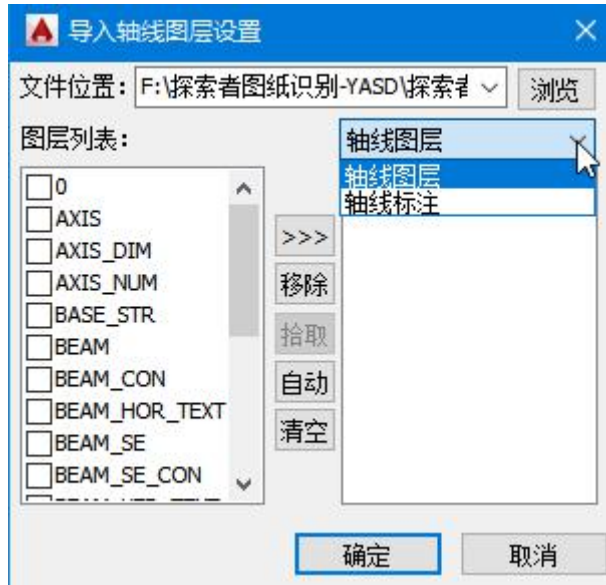 导入轴线图层设置
文件位置: F:\探索者图纸识别-YASD\探索者 浏览
图层列表: 轴线图层
轴线图层
轴线标注
0
AXIS
AXIS_DIM
AXIS_NUM
BASE_STR
BEAM
BEAM_CON
BEAM_HOR_TEXT
BEAM_SE
BEAM_SE_CON
>>>
移除
拾取
自动
清空
确定 取消